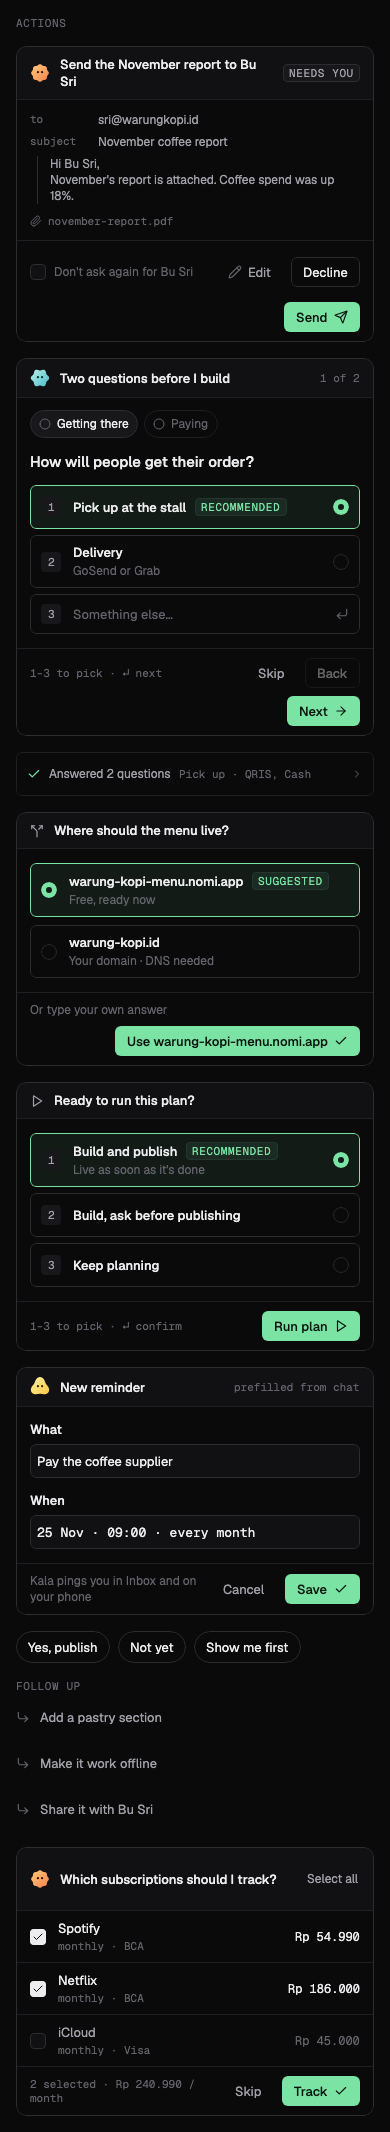 ACTIONS
Send the November report to Bu
Sri
NEEDS YOU
to sri@warungkopi.id
subject November coffee report
Hi Bu Sri,
November's report is attached. Coffee spend was up
18%.
november-report.pdf
Don't ask again for Bu Sri Edit Decline
Send
Two questions before I build 1 of 2
Getting there Paying
How will people get their order?
1 Pick up at the stall RECOMMENDED
2 Delivery
GoSend or Grab
3 Something else… ↵
1–3 to pick · ↵ next Skip Back
Next →
Answered 2 questions Pick up · QRIS, Cash
Where should the menu live?
warung-kopi-menu.nomi.app SUGGESTED
Free, ready now
warung-kopi.id
Your domain · DNS needed
Or type your own answer
Use warung-kopi-menu.nomi.app
Ready to run this plan?
1 Build and publish RECOMMENDED
Live as soon as it's done
2 Build, ask before publishing
3 Keep planning
1–3 to pick · ↵ confirm Run plan
New reminder prefilled from chat
What
Pay the coffee supplier
When
25 Nov · 09:00 · every month
Kala pings you in Inbox and on
your phone
Cancel Save
Yes, publish Not yet Show me first
FOLLOW UP
Add a pastry section
Make it work offline
Share it with Bu Sri
Which subscriptions should I track? Select all
Spotify Rp 54.990
monthly · BCA
Netflix Rp 186.000
monthly · BCA
iCloud Rp 45.000
monthly · Visa
2 selected · Rp 240.990 /
month
Skip Track